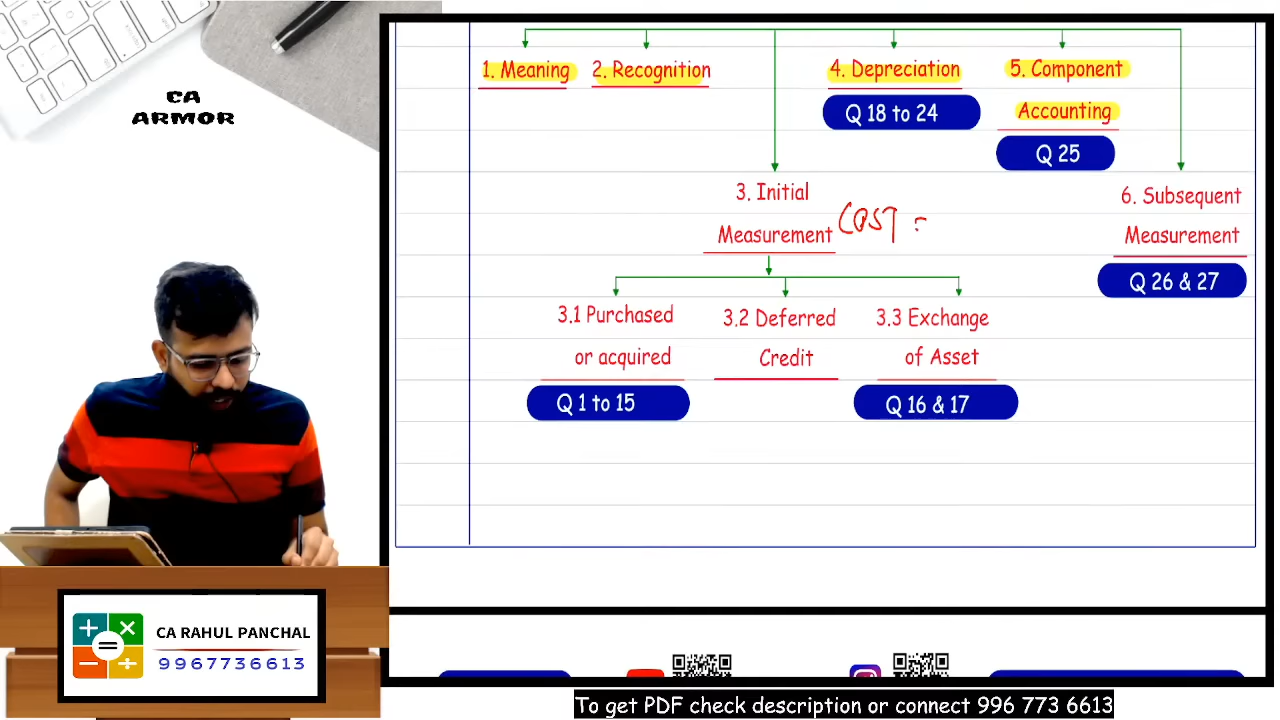 CA
ARMOR
1. Meaning
2. Recognition
4. Depreciation
Q 18 to 24
5. Component
Accounting
Q 25
3. Initial
Measurement
COST =
6. Subsequent
Measurement
Q 26 & 27
3.1 Purchased
or acquired
Q 1 to 15
3.2 Deferred
Credit
3.3 Exchange
of Asset
Q 16 & 17
CA RAHUL PANCHAL
9967736613
To get PDF check description or connect 996 773 6613